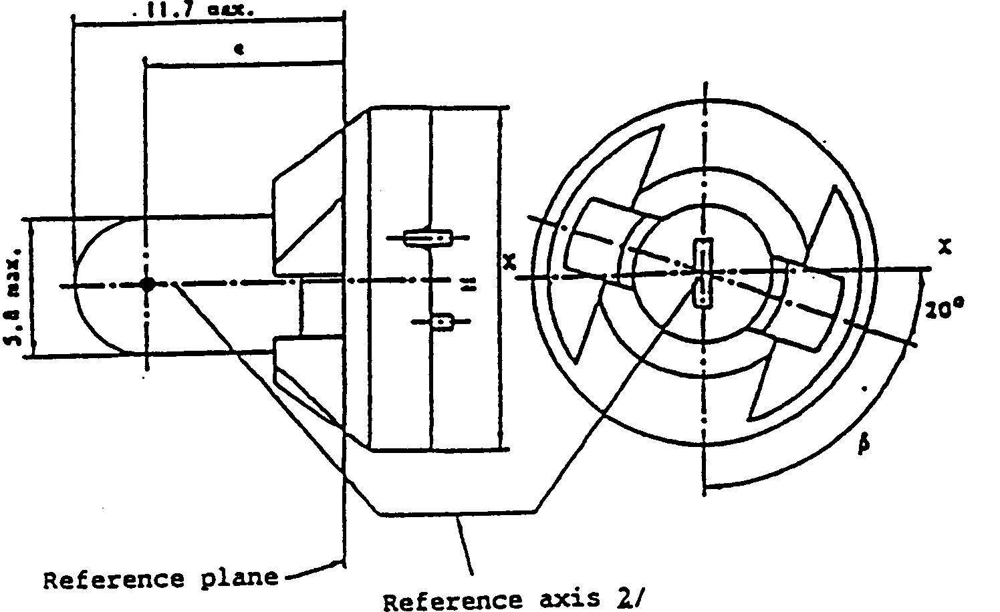 11.7 max.
e
5.8 max.
X
X
20°
β
Reference plane
Reference axis 2/